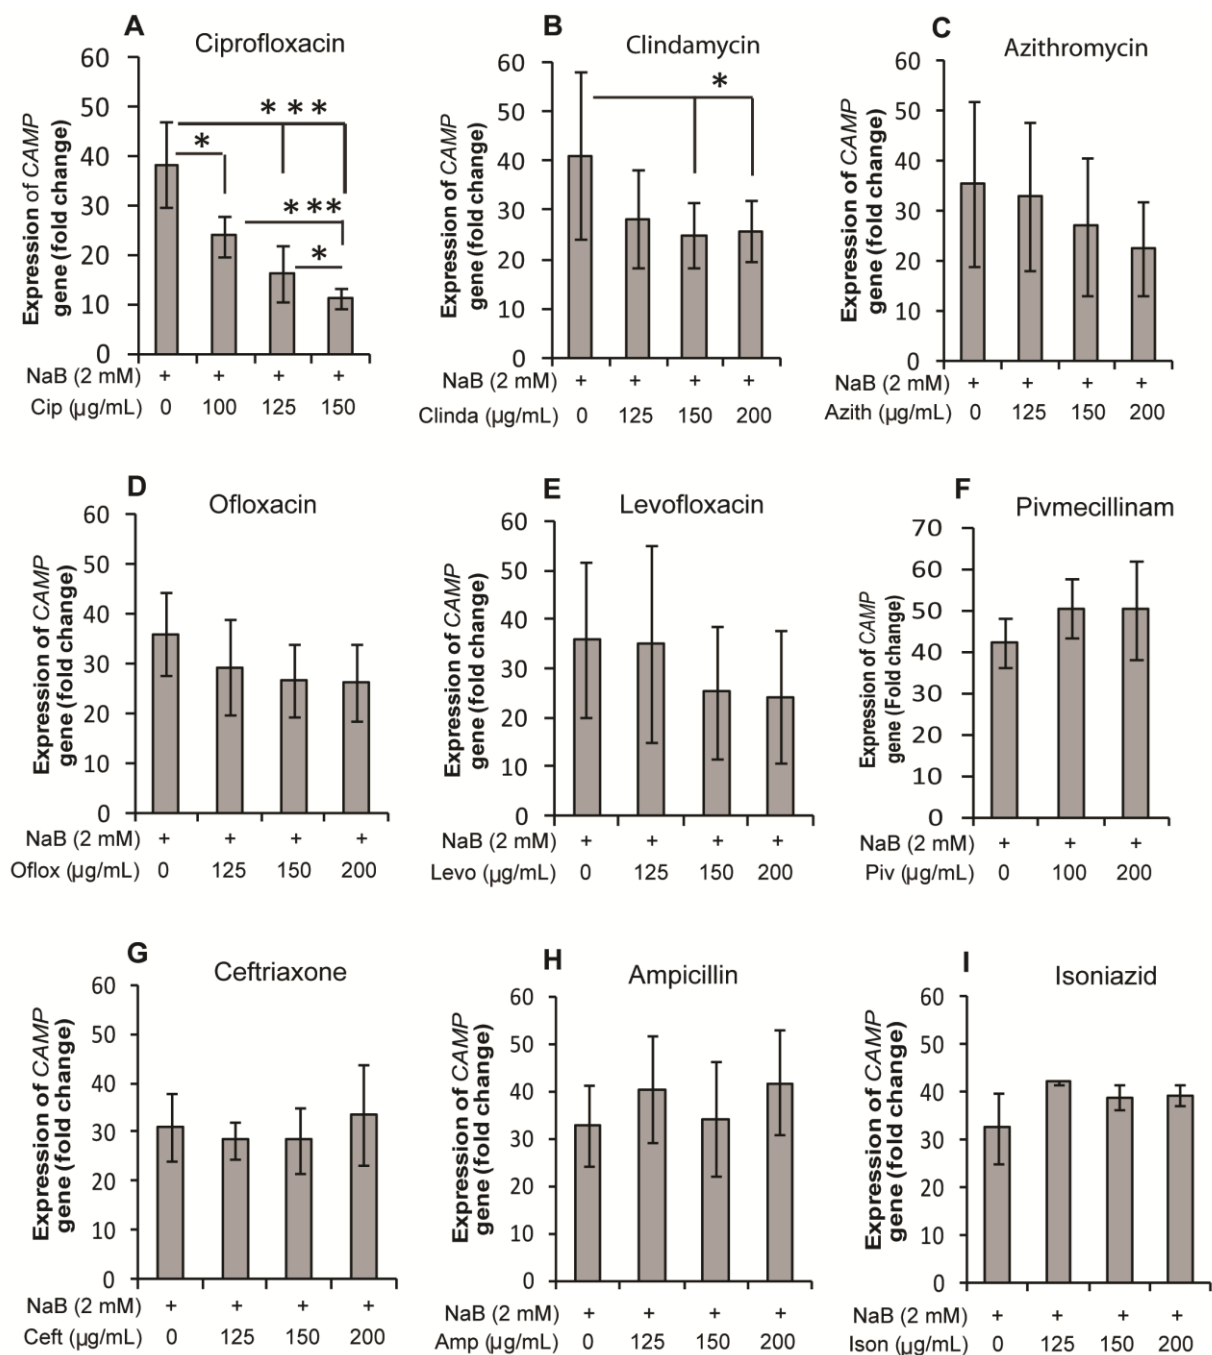 A
Ciprofloxacin
Expression of CAMP
gene (fold change)
60
50
40
30
20
10
0
* * *
*
* * *
*
NaB (2 mM) + + + +
Cip (µg/mL) 0 100 125 150
B
Clindamycin
Expression of CAMP
gene (fold change)
60
50
40
30
20
10
0
*
NaB (2 mM) + + + +
Clinda (µg/mL) 0 125 150 200
C
Azithromycin
Expression of CAMP
gene (fold change)
60
50
40
30
20
10
0
NaB (2 mM) + + + +
Azith (µg/mL) 0 125 150 200
D
Ofloxacin
Expression of CAMP
gene (fold change)
60
50
40
30
20
10
0
NaB (2 mM) + + + +
Oflox (µg/mL) 0 125 150 200
E
Levofloxacin
Expression of CAMP
gene (fold change)
60
50
40
30
20
10
0
NaB (2 mM) + + + +
Levo (µg/mL) 0 125 150 200
F
Pivmecillinam
Expression of CAMP
gene (Fold change)
70
60
50
40
30
20
10
0
NaB (2 mM) + + +
Piv (µg/mL) 0 100 200
G
Ceftriaxone
Expression of CAMP
gene (fold change)
60
50
40
30
20
10
0
NaB (2 mM) + + + +
Ceft (µg/mL) 0 125 150 200
H
Ampicillin
Expression of CAMP
gene (fold change)
60
50
40
30
20
10
0
NaB (2 mM) + + + +
Amp (µg/mL) 0 125 150 200
I
Isoniazid
Expression of CAMP
gene (fold change)
60
50
40
30
20
10
0
NaB (2 mM) + + + +
Ison (µg/mL) 0 125 150 200